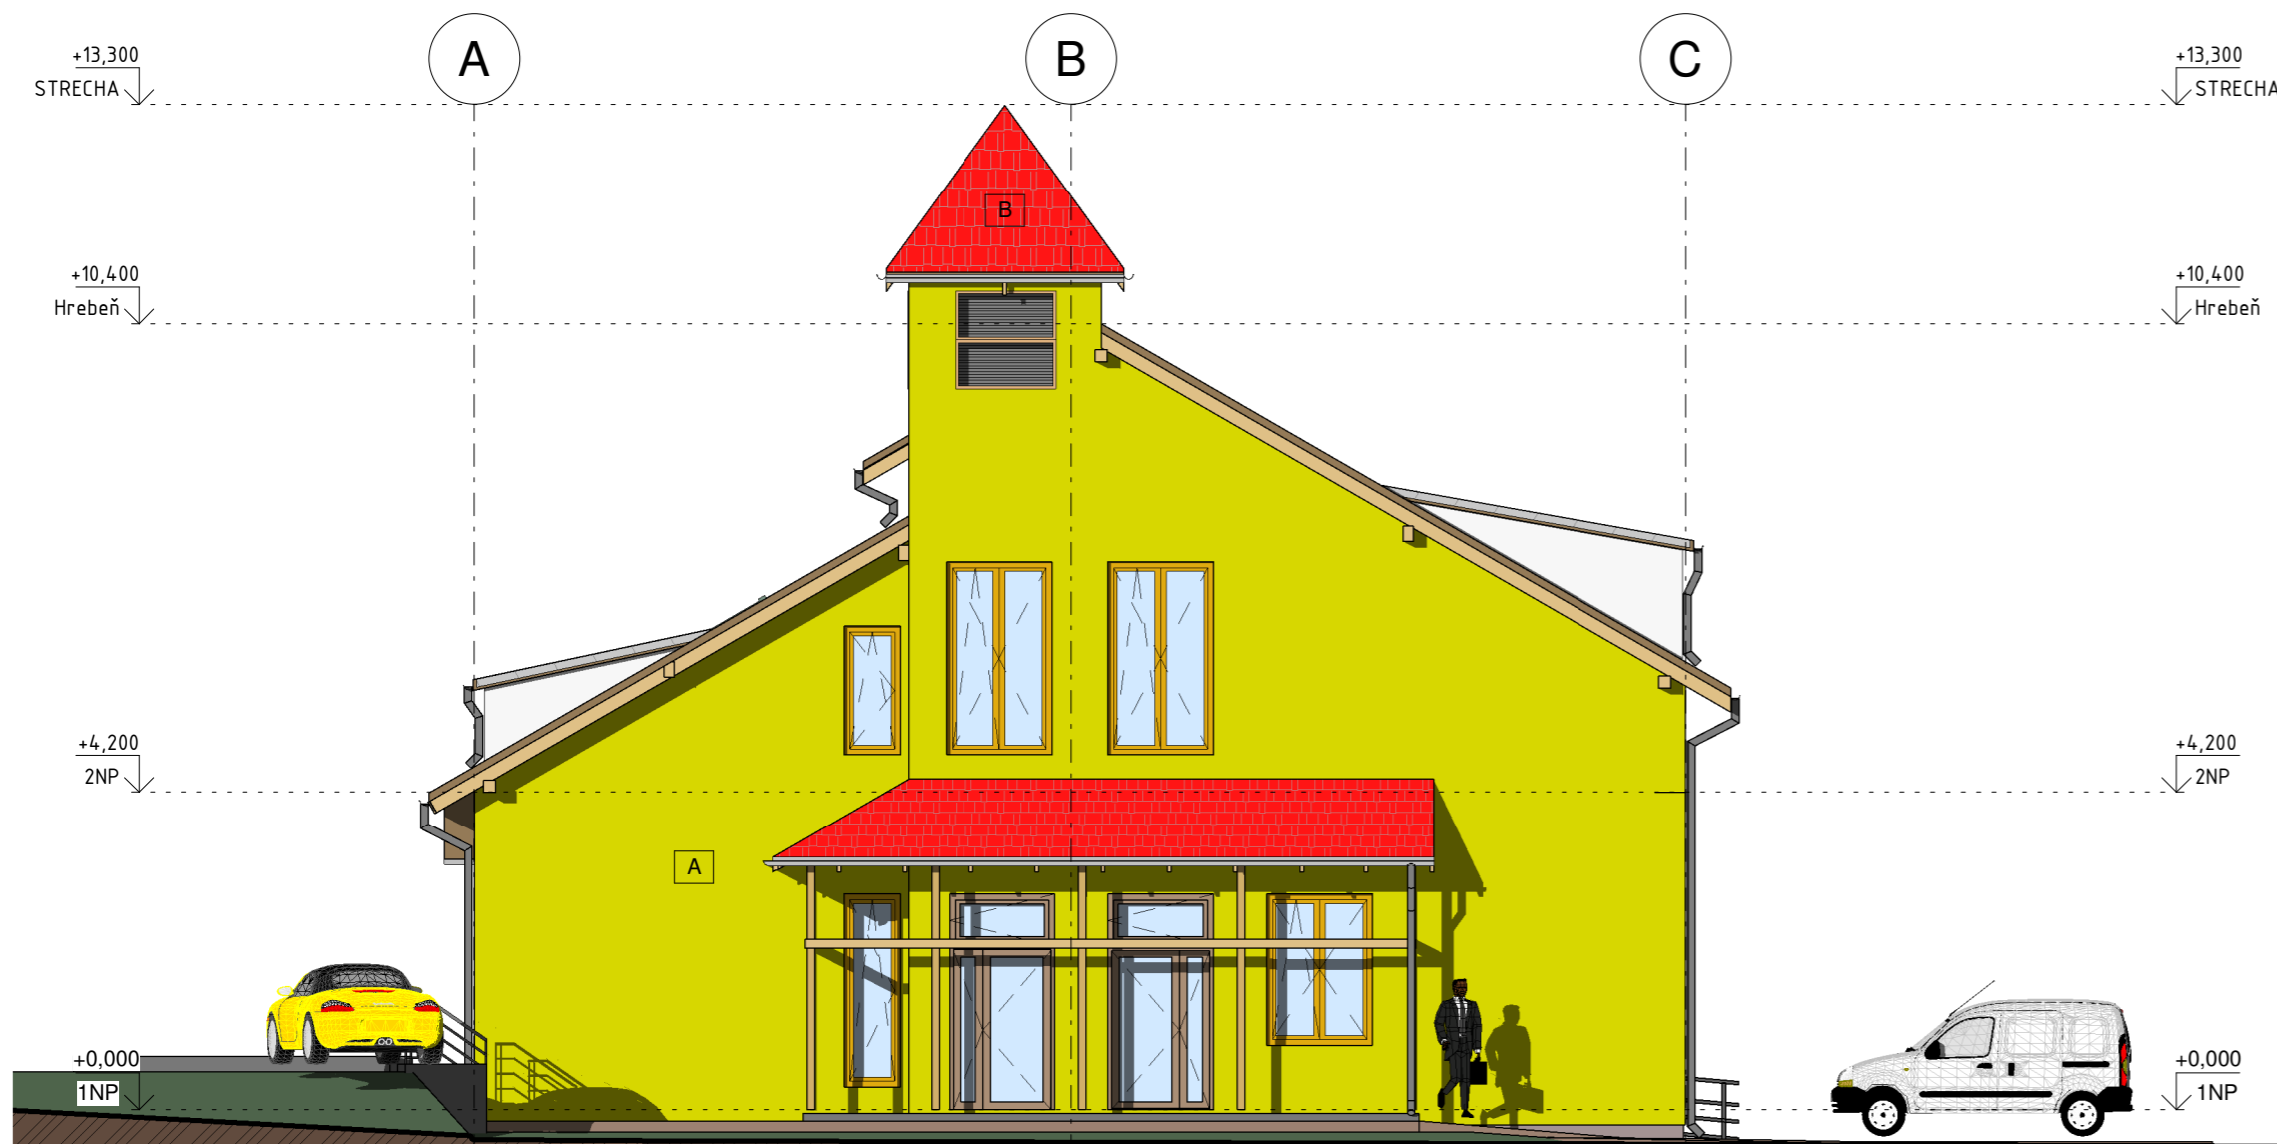 A B C
+13,300 +13,300
STRECHA STRECHA
B
+10,400 +10,400
Hrebeň Hrebeň
+4,200 +4,200
2NP 2NP
A
+0,000 +0,000
1NP 1NP